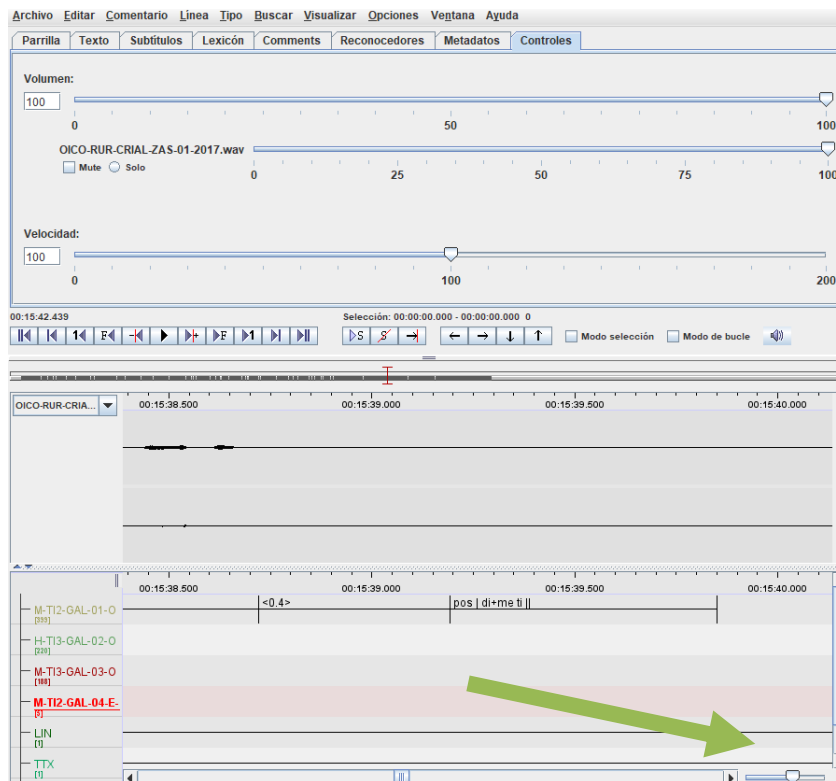 Archivo Editar Comentario Línea Tipo Buscar Visualizar Opciones Ventana Ayuda
Parrilla Texto Subtítulos Lexicón Comments Reconocedores Metadatos Controles
Volumen:
100
0 50 100
OICO-RUR-CRIAL-ZAS-01-2017.wav
Mute Solo
0 25 50 75 100
Velocidad:
100
0 100 200
00:15:42.439 Selección: 00:00:00.000 - 00:00:00.000 0
1 F + F 1 S S Modo selección Modo de bucle
OICO-RUR-CRIA... 00:15:38.500 00:15:39.000 00:15:39.500 00:15:40.000
00:15:38.500 00:15:39.000 00:15:39.500 00:15:40.000
M-TI2-GAL-01-O <0.4> pos | di+me ti ||
H-TI3-GAL-02-O
M-TI3-GAL-03-O
M-TI2-GAL-04-E-
LIN
[1]
TTX
[1]